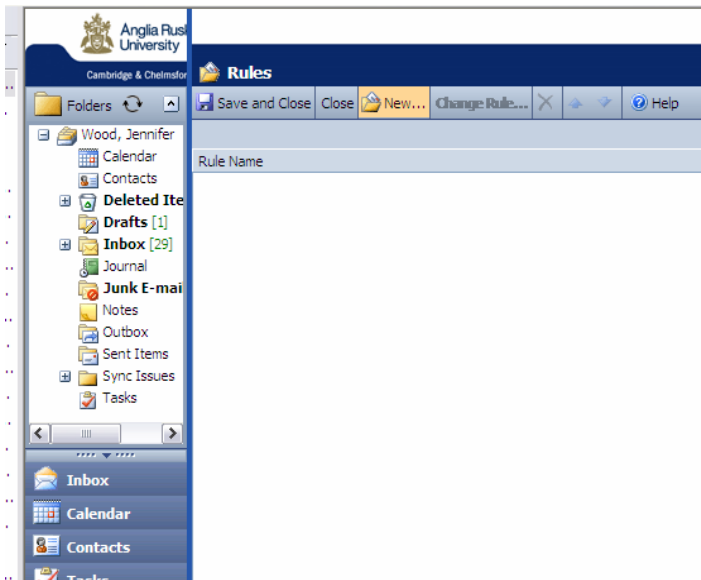 Anglia
University
Cambridge & Chelmsfor
Rules
Folders
Save and Close Close New... Change Rule... Help
Wood, Jennifer
Calendar
Rule Name
Contacts
Deleted Ite
Drafts [1]
Inbox [29]
Journal
Junk E-mai
Notes
Outbox
Sent Items
Sync Issues
Tasks
Inbox
Calendar
Contacts
Tasks